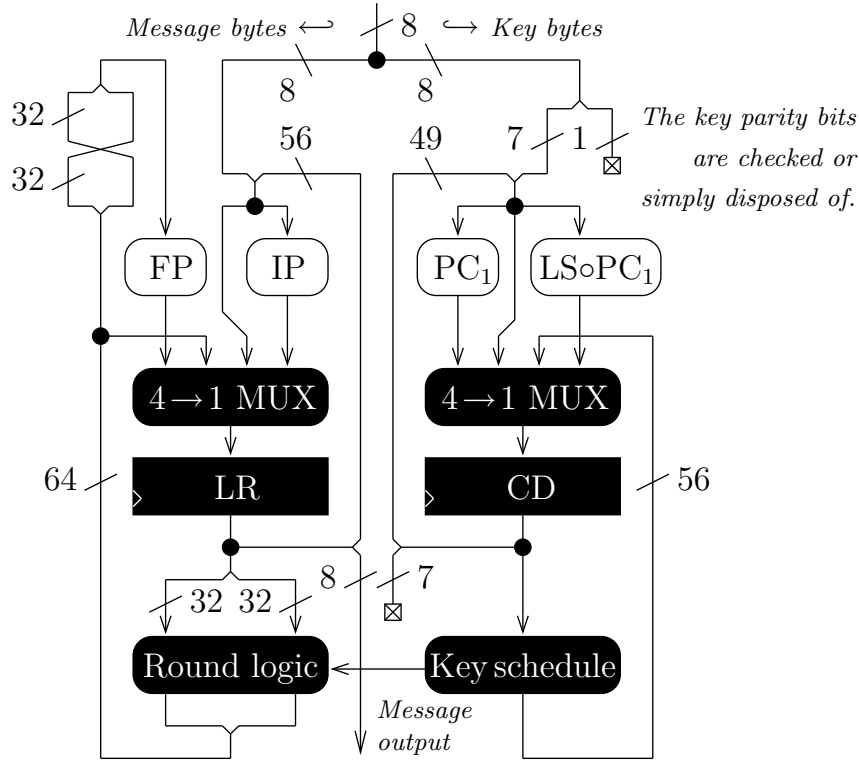 Message bytes ↩ 8 ↪ Key bytes
8 8
32 56 49 7 1 The key parity bits
32 are checked or
simply disposed of.
FP IP PC₁ LS∘PC₁
4→1 MUX 4→1 MUX
64 LR CD 56
32 32 8 7
Round logic Key schedule
Message
output